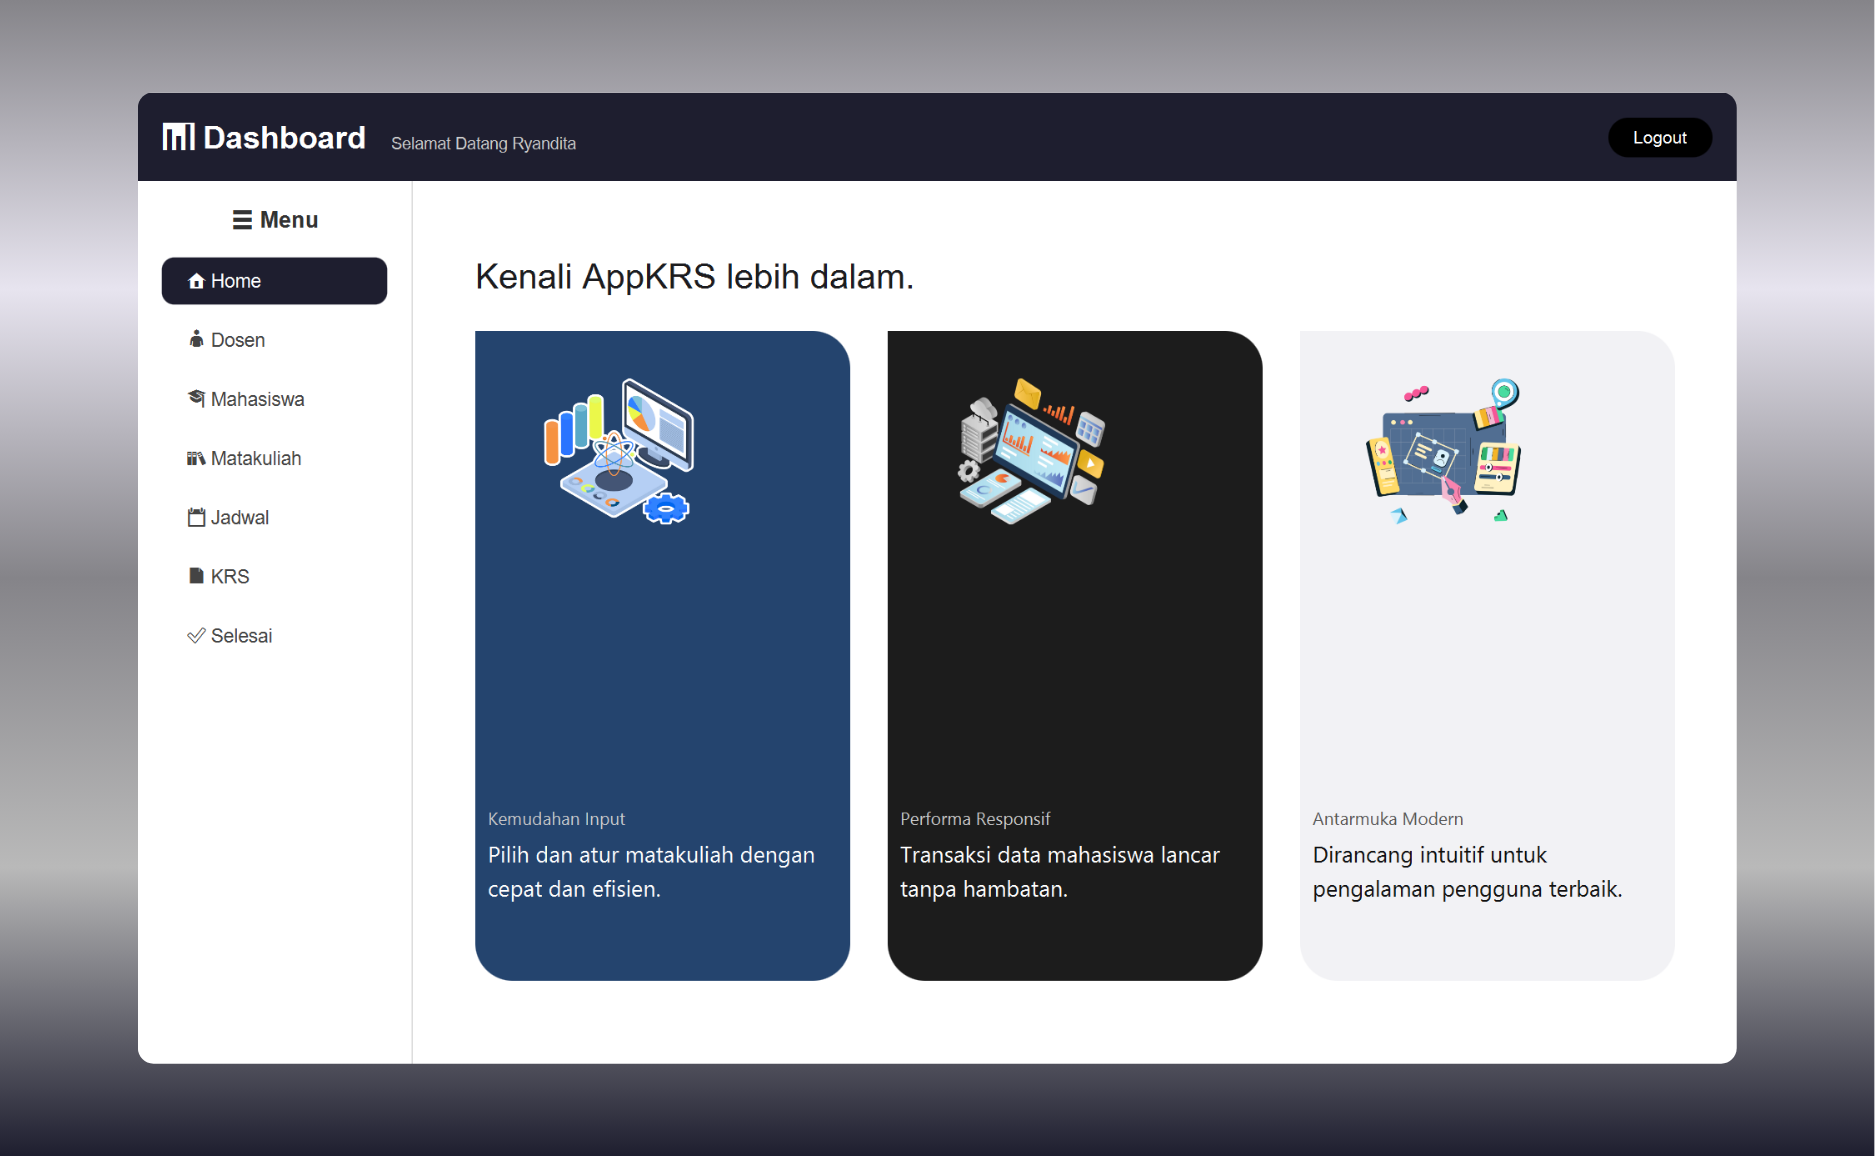 Dashboard
Selamat Datang Ryandita
Logout
Menu
Home
Dosen
Mahasiswa
Matakuliah
Jadwal
KRS
Selesai
Kenali AppKRS lebih dalam.
Kemudahan Input
Pilih dan atur matakuliah dengan
cepat dan efisien.
Performa Responsif
Transaksi data mahasiswa lancar
tanpa hambatan.
Antarmuka Modern
Dirancang intuitif untuk
pengalaman pengguna terbaik.